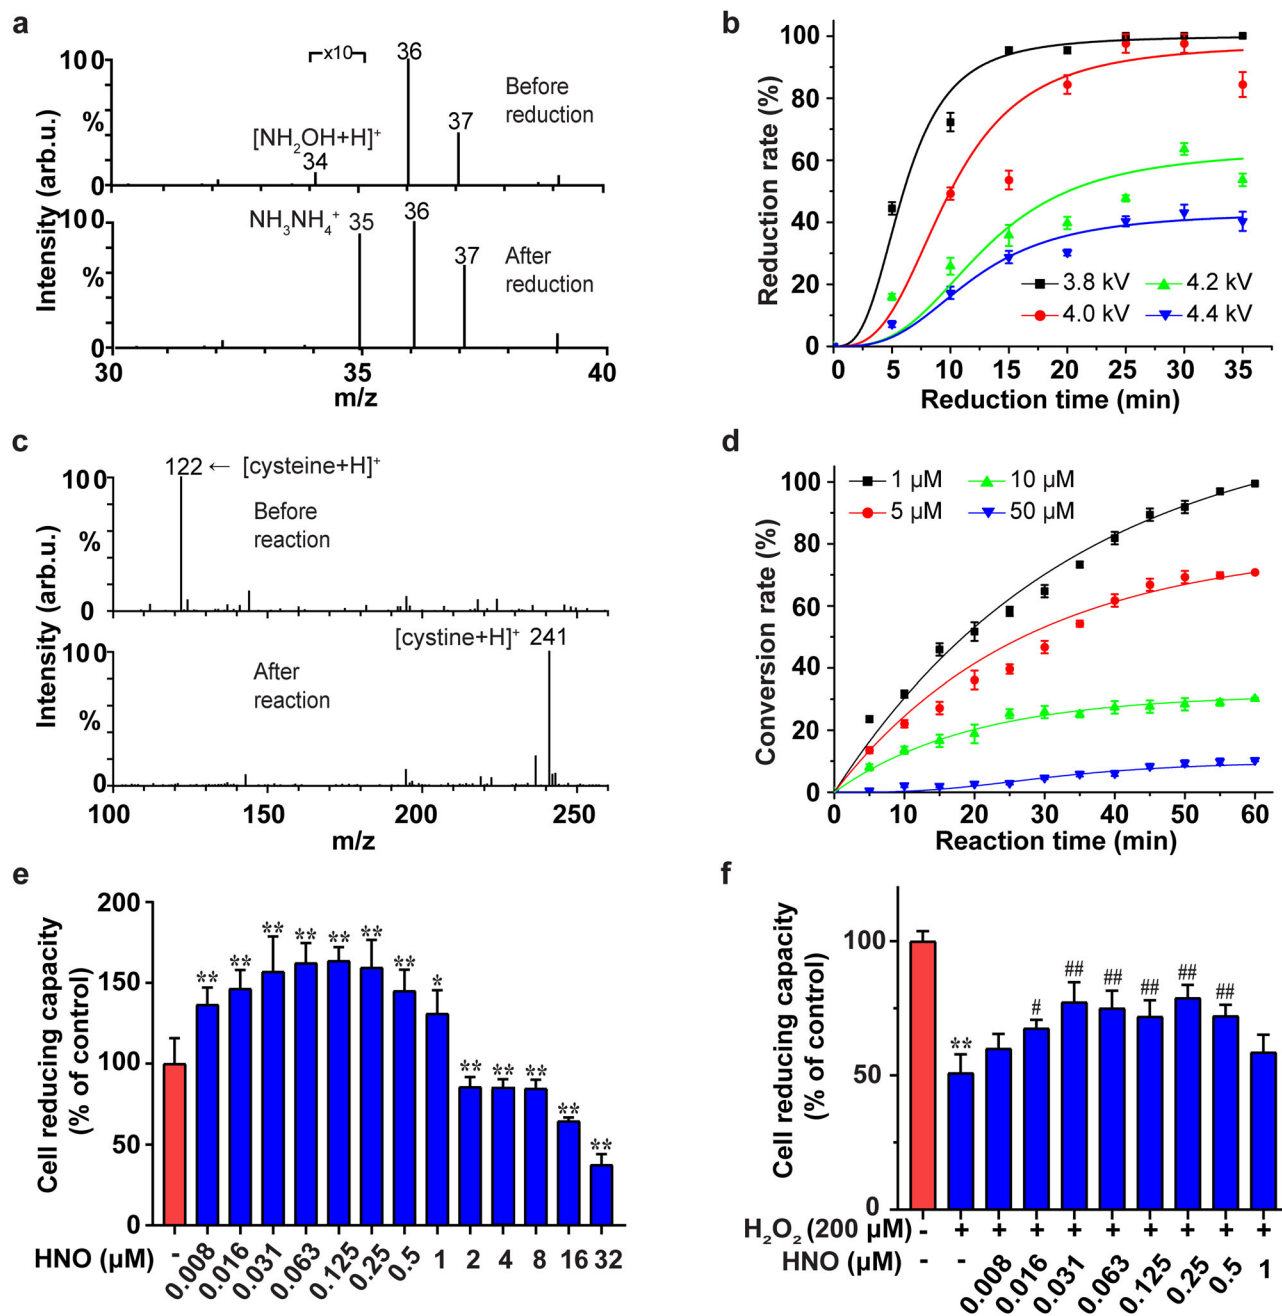 a
Intensity (arb.u.)
100
%
0
x10
36
37
[NH₂OH+H]⁺
34
Before
reduction
100
%
0
NH₃NH₄⁺
35
36
37
After
reduction
30
35
40
m/z
b
Reduction rate (%)
100
80
60
40
20
0
3.8 kV
4.2 kV
4.0 kV
4.4 kV
0
5
10
15
20
25
30
35
Reduction time (min)
c
Intensity (arb.u.)
100
%
0
122 ← [cysteine+H]⁺
Before
reaction
Intensity (arb.u.)
100
%
0
[cystine+H]⁺ 241
After
reaction
100
150
200
250
m/z
d
Conversion rate (%)
100
80
60
40
20
0
1 µM
10 µM
5 µM
50 µM
0
10
20
30
40
50
60
Reaction time (min)
e
Cell reducing capacity
(% of control)
200
150
100
50
0
** ** ** ** ** ** ** * ** ** ** ** **
HNO (µM) - 0.008 0.016 0.031 0.063 0.125 0.25 0.5 1 2 4 8 16 32
f
Cell reducing capacity
(% of control)
100
50
0
** # ## ## ## ## ##
H₂O₂ (200 µM) - + + + + + + + + +
HNO (µM) - - 0.008 0.016 0.031 0.063 0.125 0.25 0.5 1